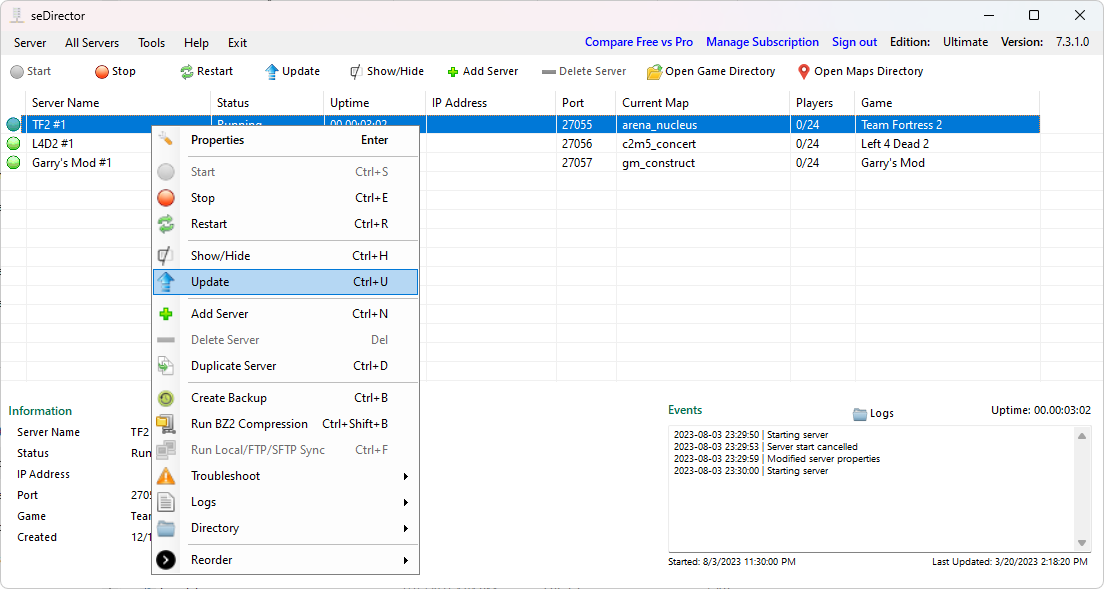 seDirector
Server All Servers Tools Help Exit Compare Free vs Pro Manage Subscription Sign out Edition: Ultimate Version: 7.3.1.0
Start Stop Restart Update Show/Hide Add Server Delete Server Open Game Directory Open Maps Directory
Server Name Status Uptime IP Address Port Current Map Players Game
TF2 #1 Running 00.00:03:02 27055 arena_nucleus 0/24 Team Fortress 2
L4D2 #1 27056 c2m5_concert 0/24 Left 4 Dead 2
Garry's Mod #1 27057 gm_construct 0/24 Garry's Mod
Properties Enter
Start Ctrl+S
Stop Ctrl+E
Restart Ctrl+R
Show/Hide Ctrl+H
Update Ctrl+U
Add Server Ctrl+N
Delete Server Del
Duplicate Server Ctrl+D
Create Backup Ctrl+B
Run BZ2 Compression Ctrl+Shift+B
Run Local/FTP/SFTP Sync Ctrl+F
Troubleshoot
Logs
Directory
Reorder
Information
Server Name TF2
Status Run
IP Address
Port 2705
Game Tear
Created 12/1
Events Logs Uptime: 00.00:03:02
2023-08-03 23:29:50 | Starting server
2023-08-03 23:29:53 | Server start cancelled
2023-08-03 23:29:59 | Modified server properties
2023-08-03 23:30:00 | Starting server
Started: 8/3/2023 11:30:00 PM Last Updated: 3/20/2023 2:18:20 PM